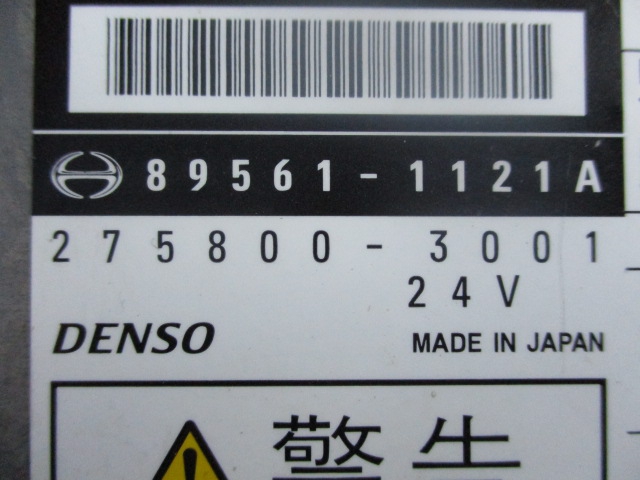 89561-1121A
275800-3001
24V
DENSO
MADE IN JAPAN
警告